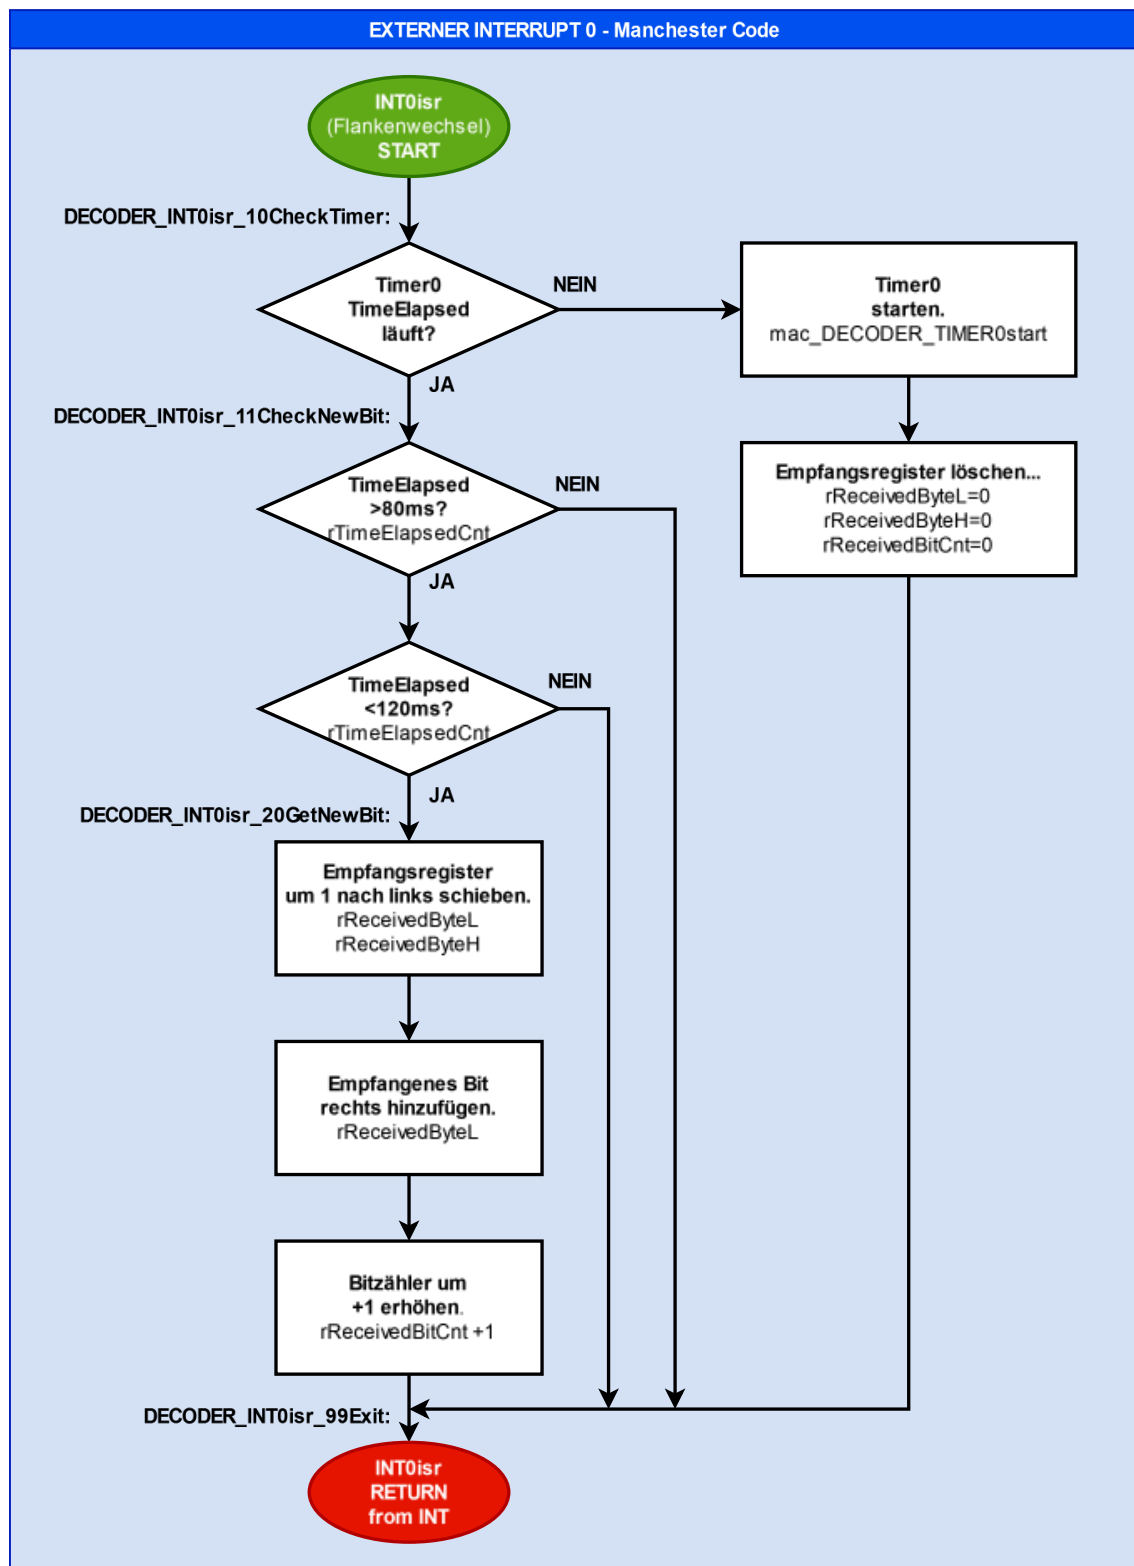 EXTERNER INTERRUPT 0 - Manchester Code
INT0isr
(Flankenwechsel)
START
DECODER_INT0isr_10CheckTimer:
Timer0
TimeElapsed
läuft?
NEIN
Timer0
starten.
mac_DECODER_TIMER0start
JA
DECODER_INT0isr_11CheckNewBit:
TimeElapsed
>80ms?
rTimeElapsedCnt
NEIN
Empfangsregister löschen...
rReceivedByteL=0
rReceivedByteH=0
rReceivedBitCnt=0
JA
TimeElapsed
<120ms?
rTimeElapsedCnt
NEIN
JA
DECODER_INT0isr_20GetNewBit:
Empfangsregister
um 1 nach links schieben.
rReceivedByteL
rReceivedByteH
Empfangenes Bit
rechts hinzufügen.
rReceivedByteL
Bitzähler um
+1 erhöhen.
rReceivedBitCnt +1
DECODER_INT0isr_99Exit:
INT0isr
RETURN
from INT